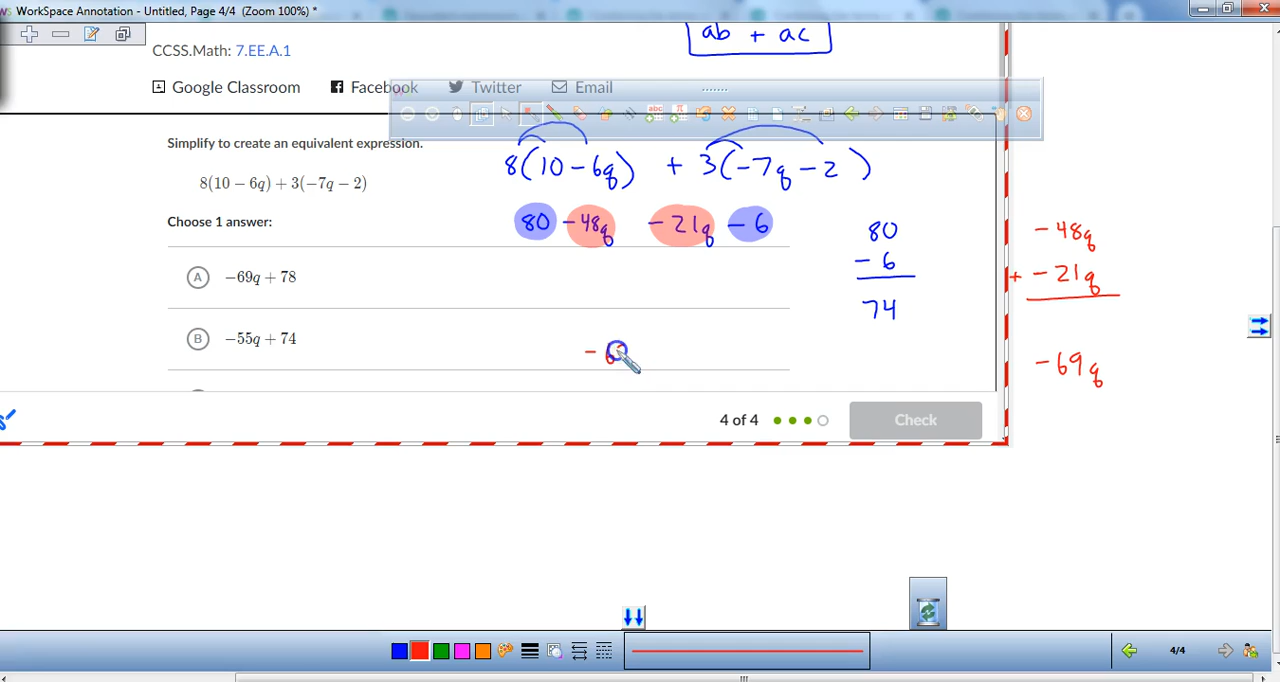 WorkSpace Annotation - Untitled, Page 4/4 (Zoom 100%) *
ab + ac
CCSS.Math: 7.EE.A.1
Google Classroom Facebook Twitter Email
Simplify to create an equivalent expression.
8(10 − 6q) + 3(−7q − 2)
8(10 − 6q) + 3(−7q − 2)
Choose 1 answer:
80 − 48q − 21q − 6
80
− 6
74
− 48q
+ − 21q
− 69q
A −69q + 78
B −55q + 74
4 of 4
Check
4/4